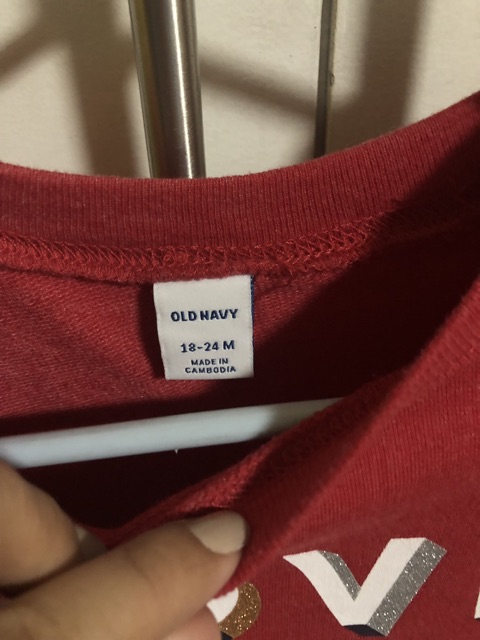 OLD NAVY
18-24 M
MADE IN
CAMBODIA
V